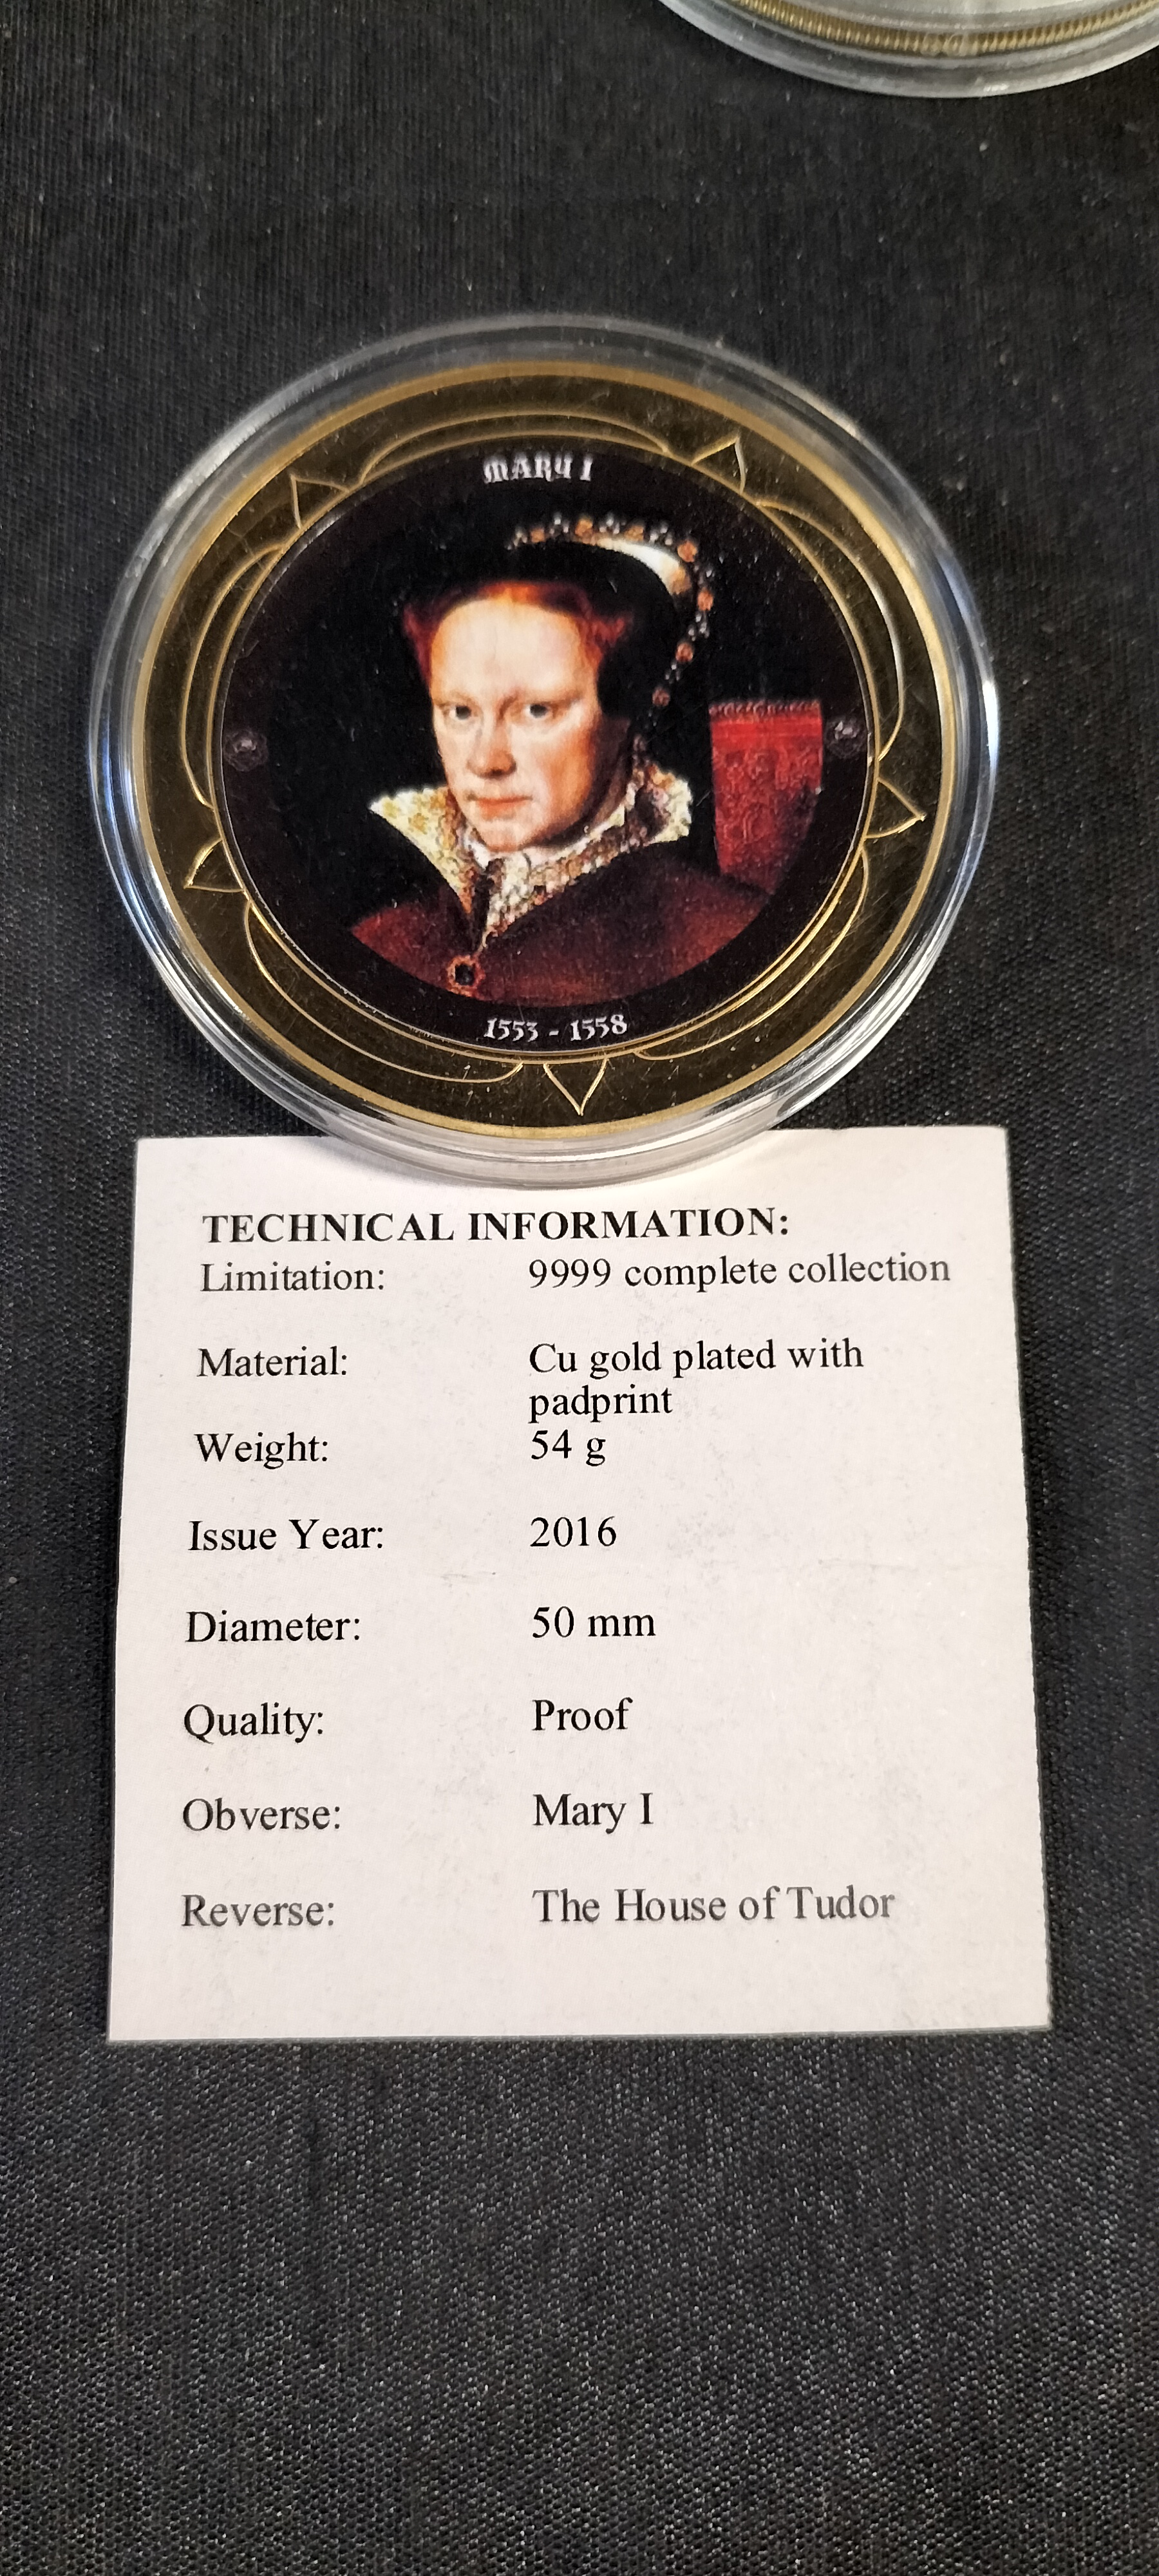 MARY I
1553 - 1558
TECHNICAL INFORMATION:
Limitation: 9999 complete collection
Material: Cu gold plated with
padprint
Weight: 54 g
Issue Year: 2016
Diameter: 50 mm
Quality: Proof
Obverse: Mary I
Reverse: The House of Tudor